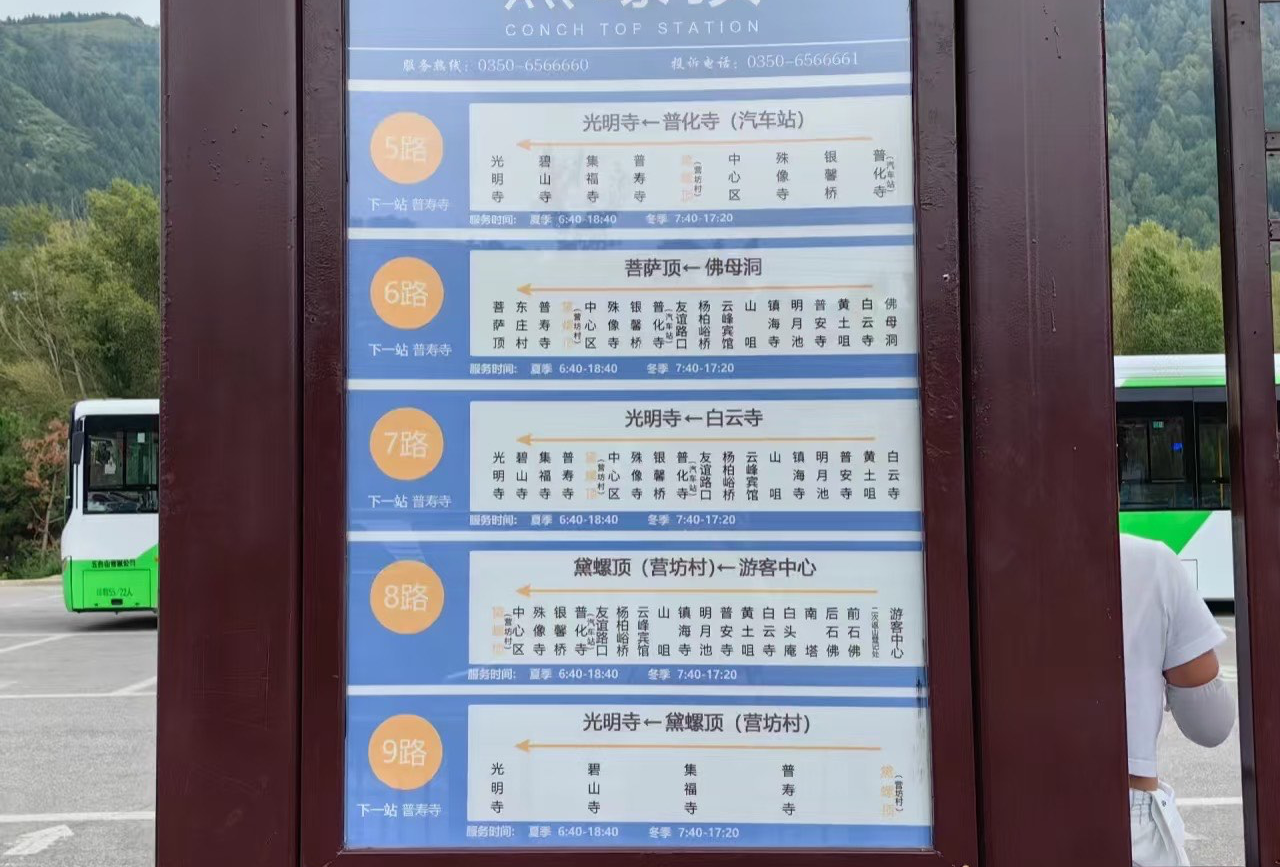 CONCH TOP STATION
服务热线：0350-6566660 投诉电话：0350-6566661
5路
下一站 普寿寺
光明寺←普化寺（汽车站）
光明寺 碧山寺 集福寺 普寿寺 黛螺顶（营坊村） 中心区 殊像寺 银馨桥 普化寺（汽车站）
服务时间： 夏季 6:40-18:40 冬季 7:40-17:20
6路
下一站 普寿寺
菩萨顶←佛母洞
菩萨顶 东庄村 普寿寺 黛螺顶（营坊村） 中心区 殊像寺 银馨桥 普化寺（汽车站） 友谊路口 杨柏峪桥 云峰宾馆 山咀 镇海寺 明月池 普安寺 黄土咀 白云寺 佛母洞
服务时间： 夏季 6:40-18:40 冬季 7:40-17:20
7路
下一站 普寿寺
光明寺←白云寺
光明寺 碧山寺 集福寺 普寿寺 黛螺顶（营坊村） 中心区 殊像寺 银馨桥 普化寺（汽车站） 友谊路口 杨柏峪桥 云峰宾馆 山咀 镇海寺 明月池 普安寺 黄土咀 白云寺
服务时间： 夏季 6:40-18:40 冬季 7:40-17:20
8路
黛螺顶（营坊村）←游客中心
黛螺顶（营坊村） 中心区 殊像寺 银馨桥 普化寺（汽车站） 友谊路口 杨柏峪桥 云峰宾馆 山咀 镇海寺 明月池 普安寺 黄土咀 白云寺 白头庵 南塔 后石佛 前石佛 二次返山登记处 游客中心
服务时间： 夏季 6:40-18:40 冬季 7:40-17:20
9路
下一站 普寿寺
光明寺←黛螺顶（营坊村）
光明寺 碧山寺 集福寺 普寿寺 黛螺顶（营坊村）
服务时间： 夏季 6:40-18:40 冬季 7:40-17:20